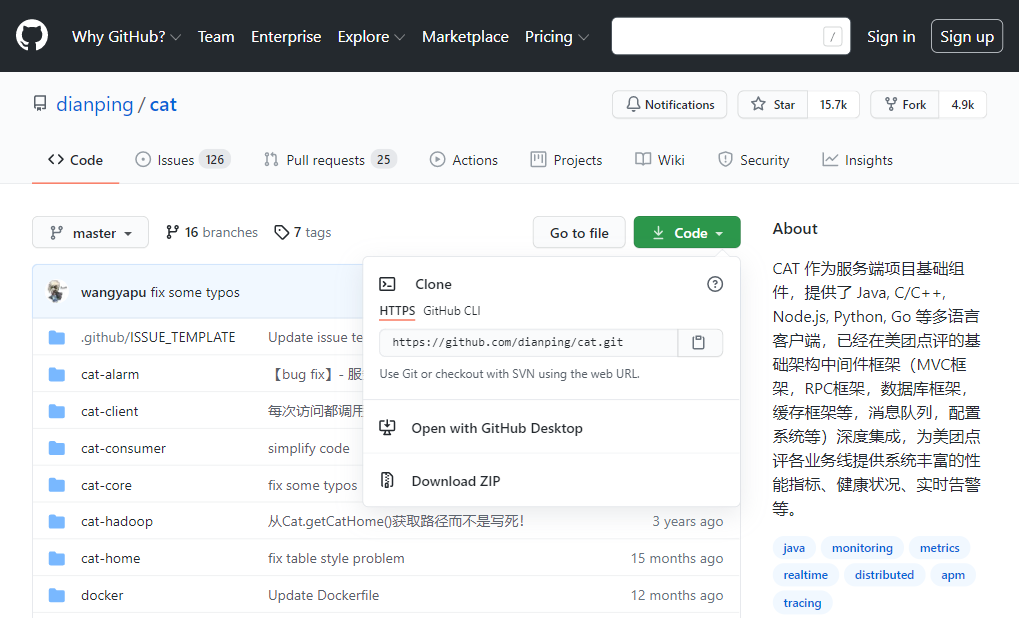 Why GitHub? Team Enterprise Explore Marketplace Pricing / Sign in Sign up
dianping / cat Notifications Star 15.7k Fork 4.9k
Code Issues 126 Pull requests 25 Actions Projects Wiki Security Insights
master 16 branches 7 tags Go to file Code
wangyapu fix some typos
.github/ISSUE_TEMPLATE Update issue te
cat-alarm 【bug fix】- 服
cat-client 每次访问都调用
cat-consumer simplify code
cat-core fix some typos
cat-hadoop 从Cat.getCatHome()获取路径而不是写死！ 3 years ago
cat-home fix table style problem 15 months ago
docker Update Dockerfile 12 months ago
Clone ?
HTTPS GitHub CLI
https://github.com/dianping/cat.git
Use Git or checkout with SVN using the web URL.
Open with GitHub Desktop
Download ZIP
About
CAT 作为服务端项目基础组
件，提供了 Java, C/C++,
Node.js, Python, Go 等多语言
客户端，已经在美团点评的基
础架构中间件框架（MVC框
架，RPC框架，数据库框架，
缓存框架等，消息队列，配置
系统等）深度集成，为美团点
评各业务线提供系统丰富的性
能指标、健康状况、实时告警
等。
java monitoring metrics
realtime distributed apm
tracing